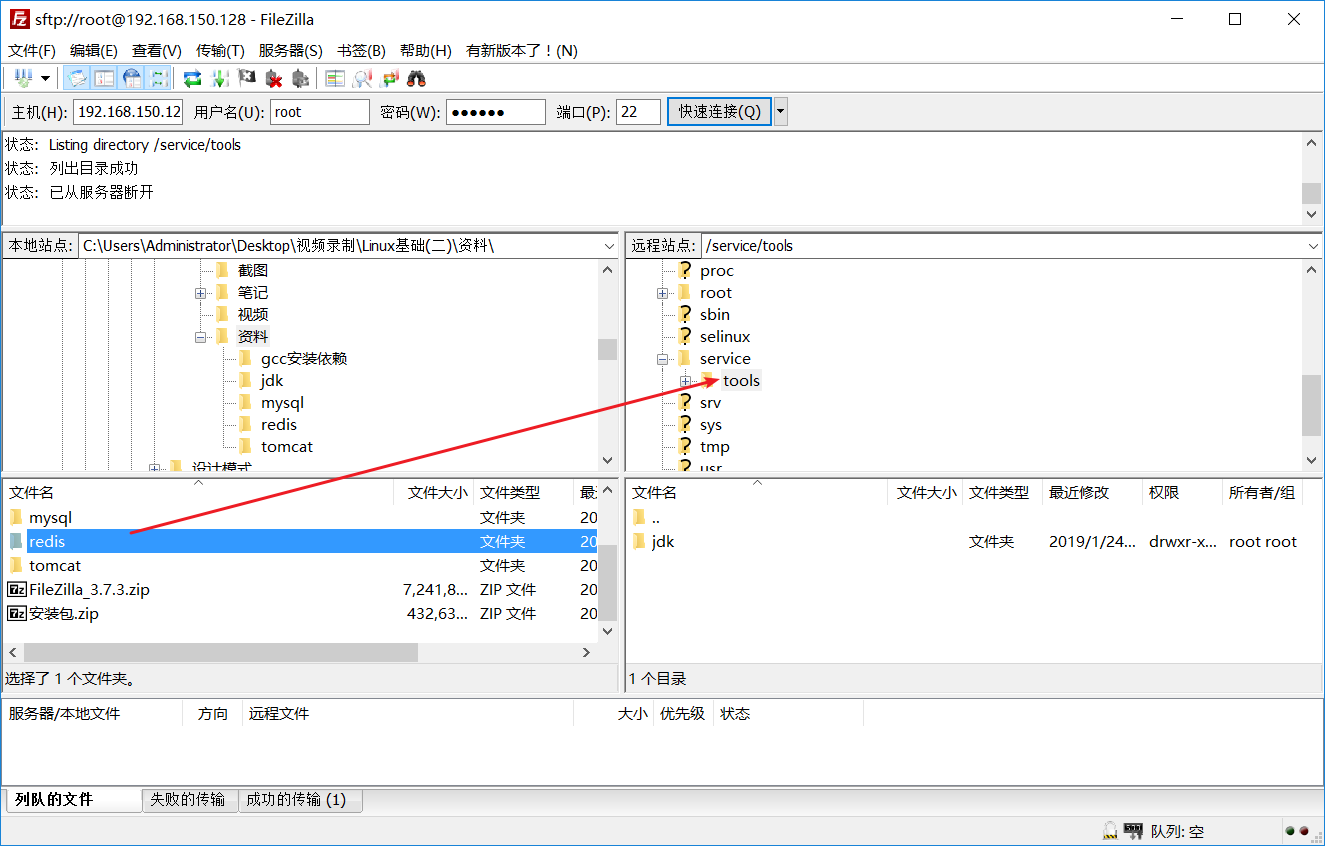 sftp://root@192.168.150.128 - FileZilla
文件(F) 编辑(E) 查看(V) 传输(T) 服务器(S) 书签(B) 帮助(H) 有新版本了！(N)
主机(H): 192.168.150.12 用户名(U): root 密码(W): ●●●●●● 端口(P): 22 快速连接(Q)
状态: Listing directory /service/tools
状态: 列出目录成功
状态: 已从服务器断开
本地站点: C:\Users\Administrator\Desktop\视频录制\Linux基础(二)\资料\
截图
笔记
视频
资料
gcc安装依赖
jdk
mysql
redis
tomcat
设计模式
远程站点: /service/tools
proc
root
sbin
selinux
service
tools
srv
sys
tmp
usr
文件名 文件大小 文件类型 最近
mysql 文件夹 20
redis 文件夹 20
tomcat 文件夹 20
FileZilla_3.7.3.zip 7,241,8... ZIP 文件 20
安装包.zip 432,63... ZIP 文件 20
选择了 1 个文件夹。
文件名 文件大小 文件类型 最近修改 权限 所有者/组
..
jdk 文件夹 2019/1/24... drwxr-x... root root
1 个目录
服务器/本地文件 方向 远程文件 大小 优先级 状态
列队的文件 失败的传输 成功的传输 (1)
队列: 空